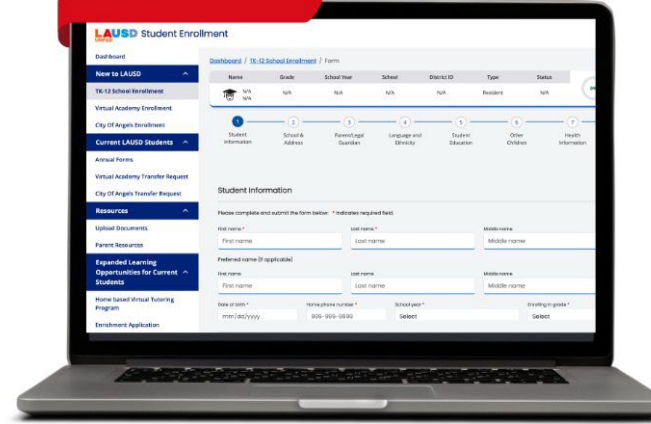 LAUSD Student Enrollment
UNIFIED
Dashboard
New to LAUSD
TK-12 School Enrollment
Virtual Academy Enrollment
City Of Angels Enrollment
Current LAUSD Students
Annual Forms
Virtual Academy Transfer Request
City Of Angels Transfer Request
Resources
Upload Documents
Parent Resources
Expanded Learning
Opportunities for Current
Students
Home based Virtual Tutoring
Program
Enrichment Application
Dashboard / TK-12 School Enrollment / Form
Name Grade School Year School District ID Type Status
N/A N/A N/A N/A N/A Resident N/A
N/A
1 2 3 4 5 6 7
Student Information
School & Address
Parent/Legal Guardian
Language and Ethnicity
Student Education
Other Children
Health Information
Student Information
Please complete and submit the form below. * Indicates required field.
First name * Last name * Middle name
First name Last name Middle name
Preferred name (if applicable)
First name Last name Middle name
First name Last name Middle name
Date of birth * Home phone number * School year * Enrolling in grade *
mm/dd/yyyy 999-999-9999 Select Select